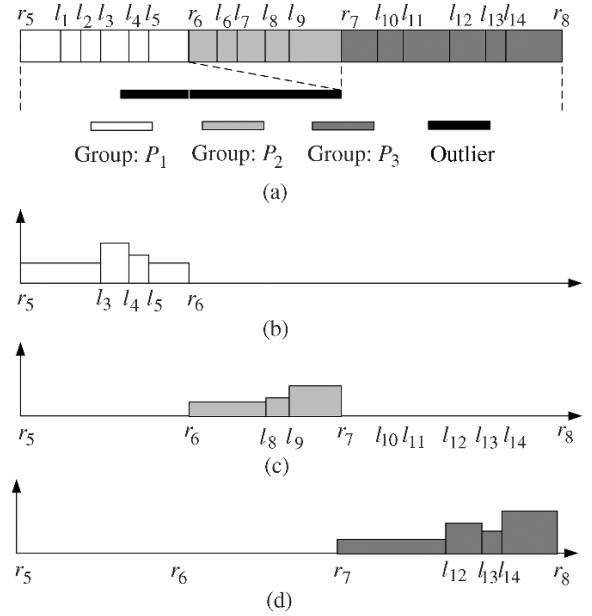 r5 l1 l2 l3 l4 l5 r6 l6 l7 l8 l9 r7 l10 l11 l12 l13 l14 r8
Group: P1 Group: P2 Group: P3 Outlier
(a)
r5 l3 l4 l5 r6
(b)
r5 r6 l8 l9 r7 l10 l11 l12 l13 l14 r8
(c)
r5 r6 r7 l12 l13 l14 r8
(d)